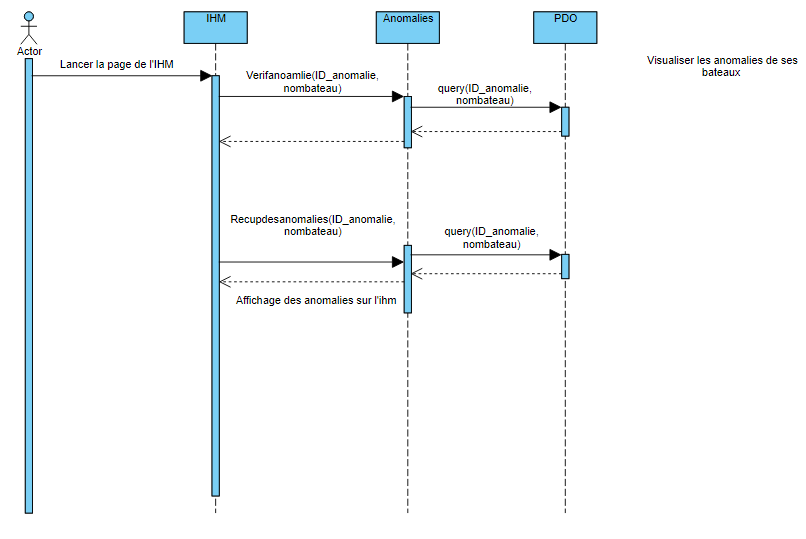 IHM
Anomalies
PDO
Actor
Lancer la page de l'IHM
Visualiser les anomalies de ses
bateaux
Verifanoamlie(ID_anomalie,
nombateau)
query(ID_anomalie,
nombateau)
Recupdesanomalies(ID_anomalie,
nombateau)
query(ID_anomalie,
nombateau)
Affichage des anomalies sur l'ihm